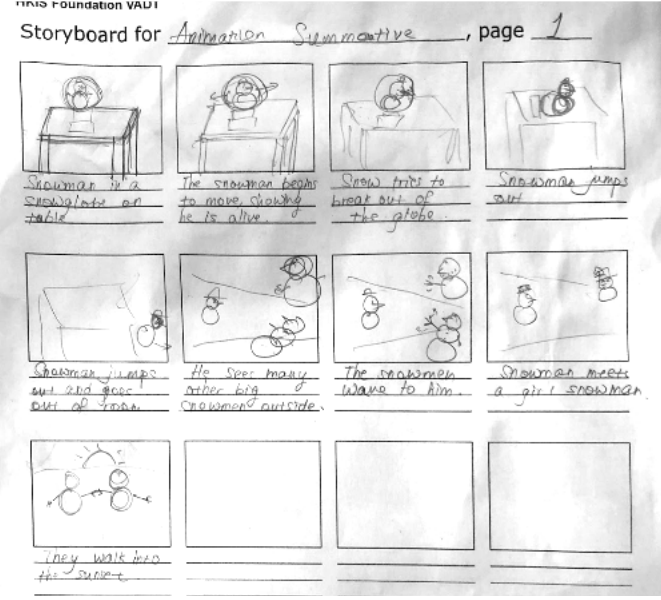 HKIS Foundation VADT
Storyboard for Animation Summative, page 1
Snowman in a
snowglobe on
table
The snowman begins
to move, showing
he is alive.
Snow tries to
break out of
the globe.
Snowman jumps
out
Snowman jumps
out and goes
out of room
He sees many
other big
snowmen outside.
The snowmen
wave to him.
Snowman meets
a girl snowman.
They walk into
the sunset.